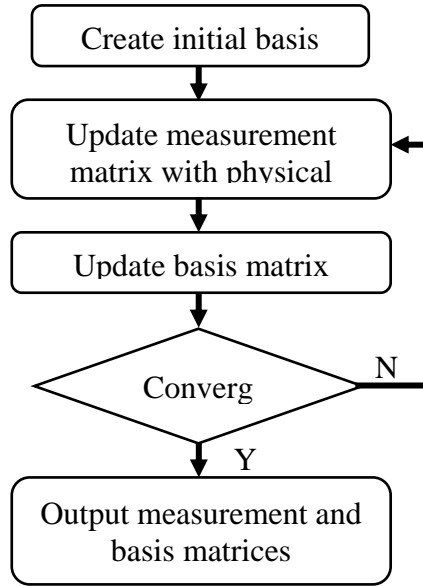 Create initial basis
Update measurement
matrix with physical
Update basis matrix
Converg
N
Y
Output measurement and
basis matrices